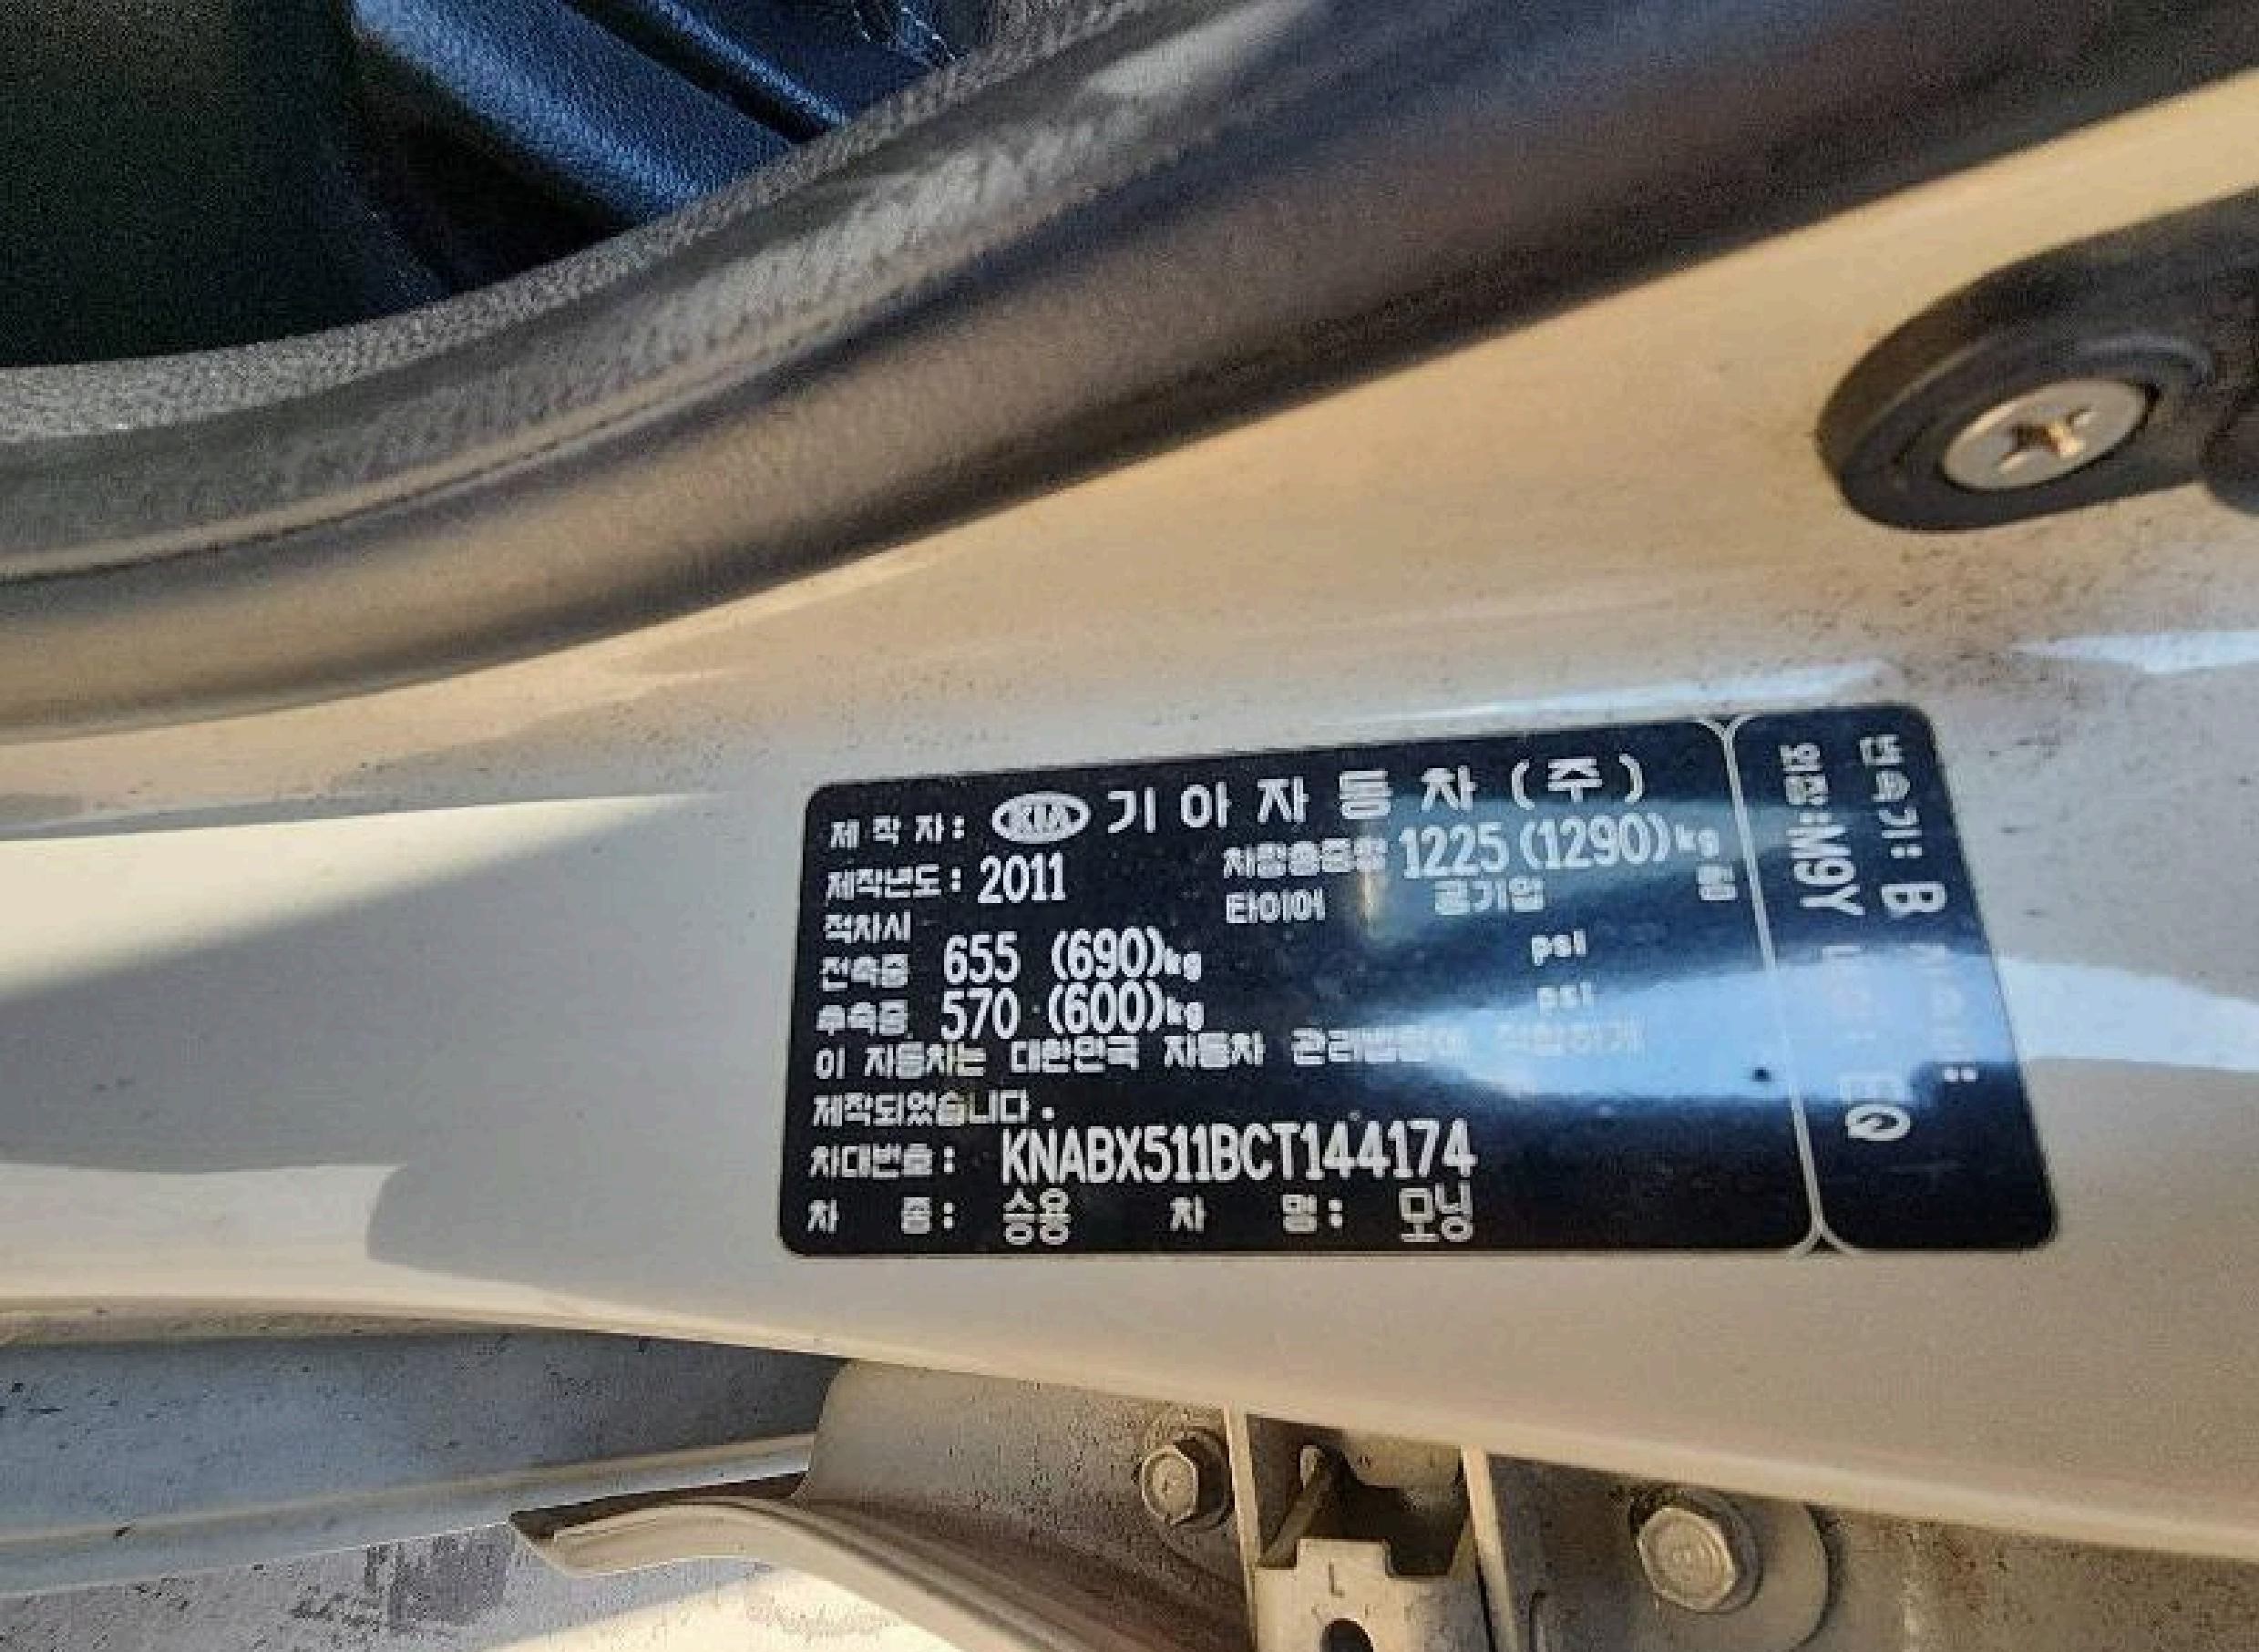 제 작 자 : KIA 기 아 자 동 차 ( 주 )
제작년도 : 2011 차량총중량 1225 (1290)kg
적차시 타이어 공기압 림
전축중 655 (690)kg psi
후축중 570 (600)kg psi
이 자동차는 대한민국 자동차 관리법령에 적합하게
제작되었습니다.
차대번호 : KNABX511BCT144174
차 종 : 승용 차 명 : 모닝
변속기: B
외장:M9Y
EQ